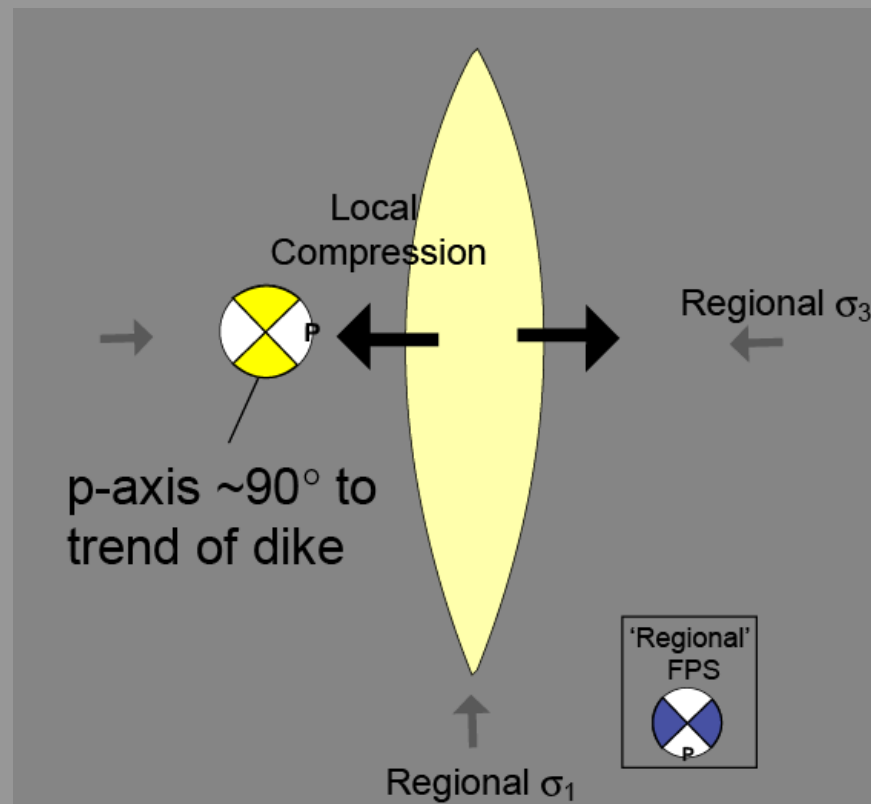 Local
Compression
Regional σ₃
P
p-axis ~90° to
trend of dike
'Regional'
FPS
P
Regional σ₁